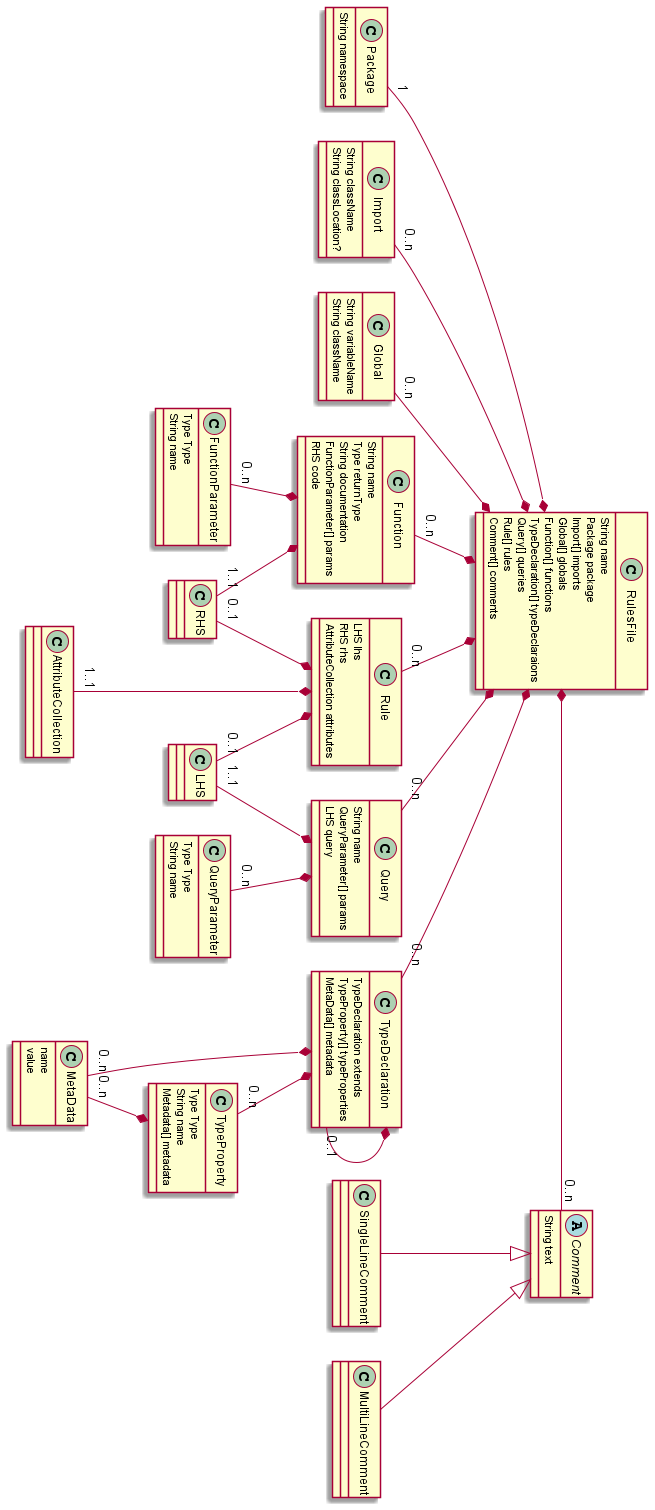 C RulesFile
String name
Package package
Import[] imports
Global[] globals
Function[] functions
TypeDeclaration[] typeDeclaraions
Query[] queries
Rule[] rules
Comment[] comments
C Package
String namespace
1
C Import
String className
String classLocation?
0..n
C Global
String variableName
String className
0..n
C Function
String name
Type returnType
String documentation
FunctionParameter[] params
RHS code
0..n
C Rule
LHS lhs
RHS rhs
AttributeCollection attributes
0..n
C Query
String name
QueryParameter[] params
LHS query
0..n
C TypeDeclaration
TypeDeclaration extends
TypeProperty[] typeProperties
MetaData[] metadata
0..n
0..1
A Comment
String text
0..n
C SingleLineComment
C MultiLineComment
C FunctionParameter
Type Type
String name
0..n
C RHS
1..1
0..1
C AttributeCollection
1..1
C LHS
0..1
1..1
C QueryParameter
Type Type
String name
0..n
C TypeProperty
Type Type
String name
Metadata[] metadata
0..n
C MetaData
name
value
0..n
0..n